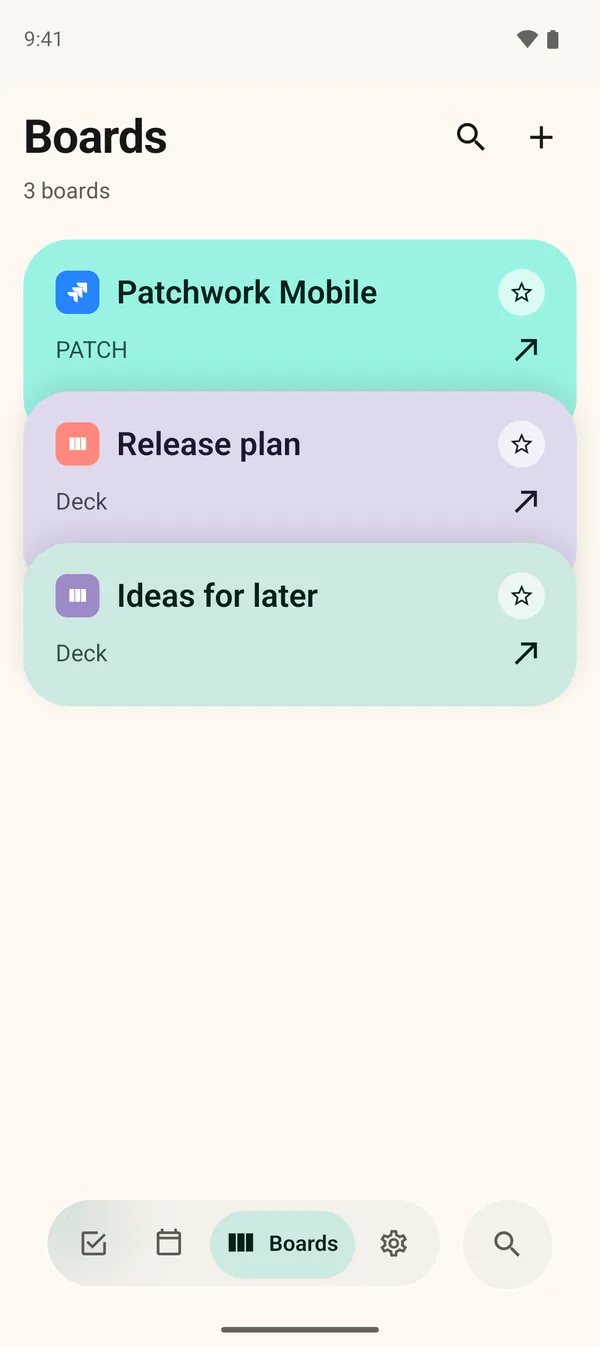 9:41
Boards
3 boards
Patchwork Mobile
PATCH
Release plan
Deck
Ideas for later
Deck
Boards